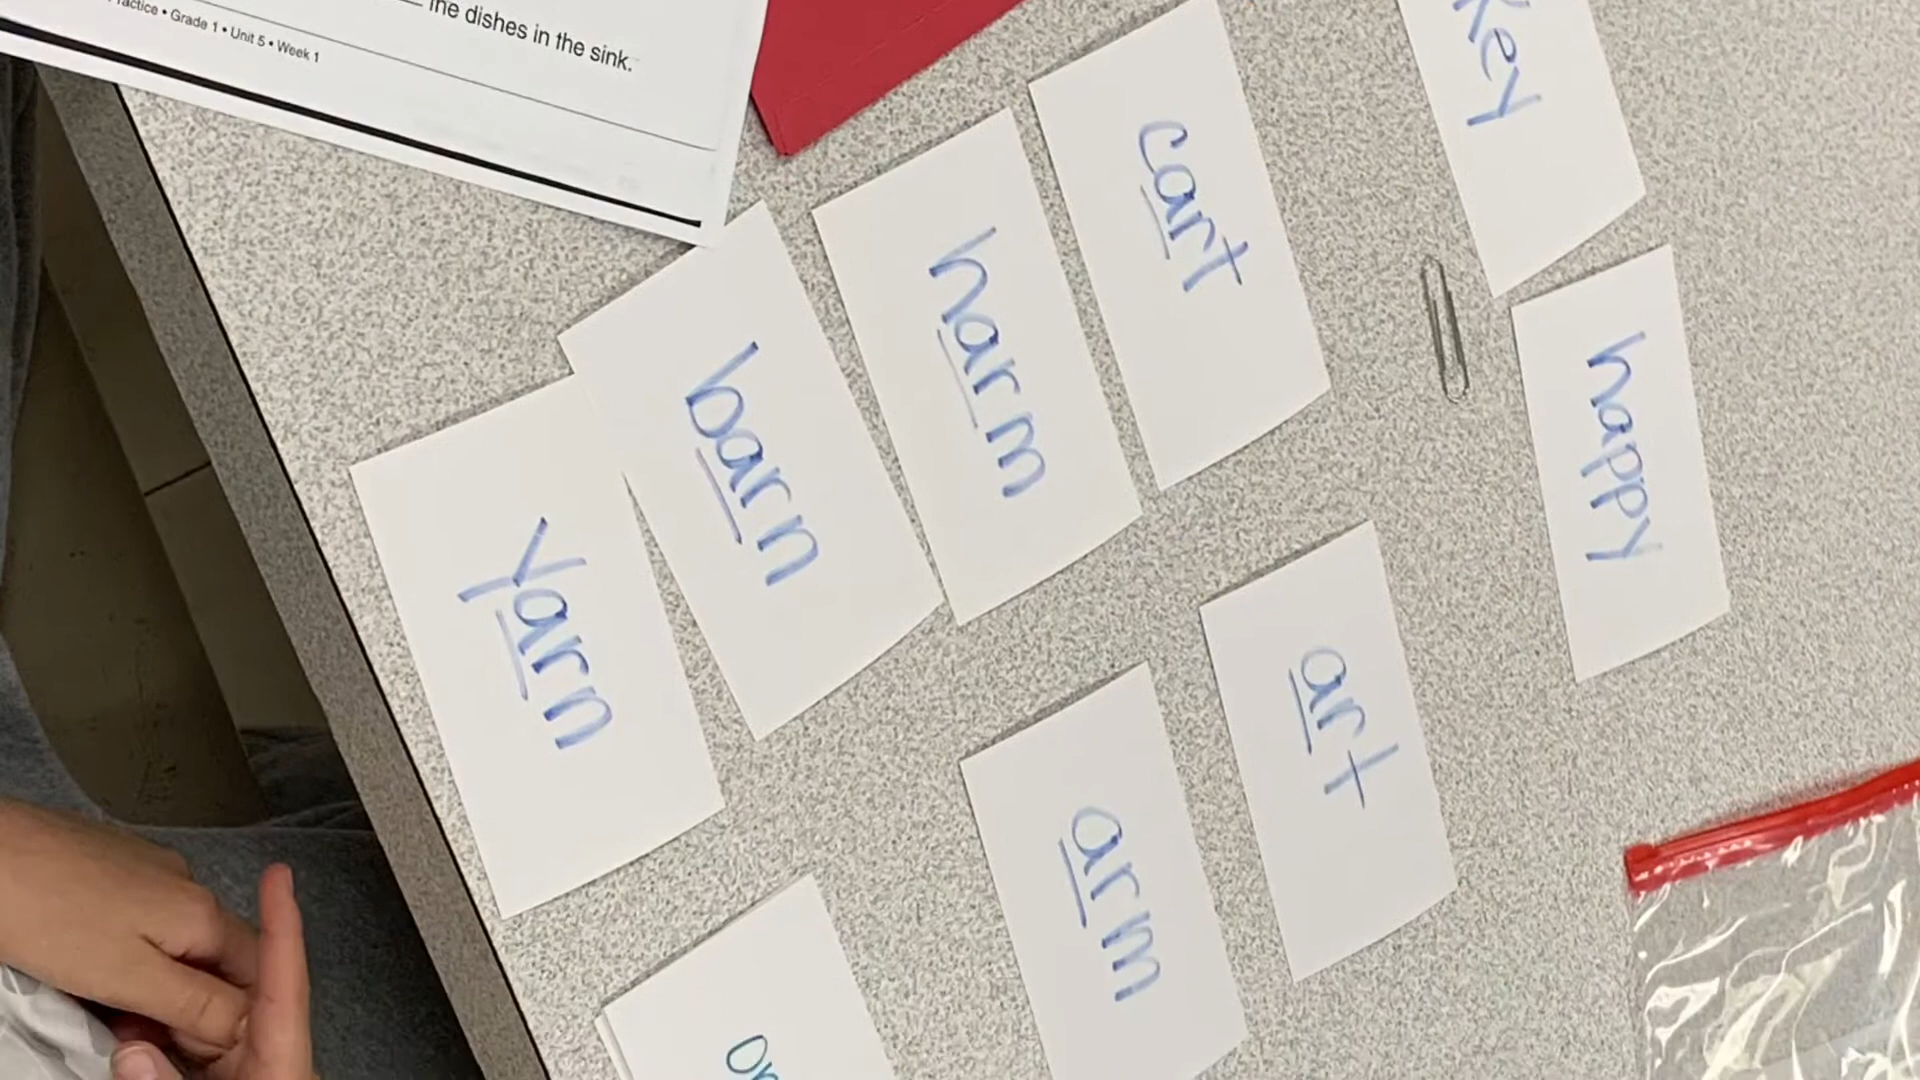 the dishes in the sink.
Grade 1 • Unit 5 • Week 1
key
cart
harm
barn
yarn
happy
art
arm